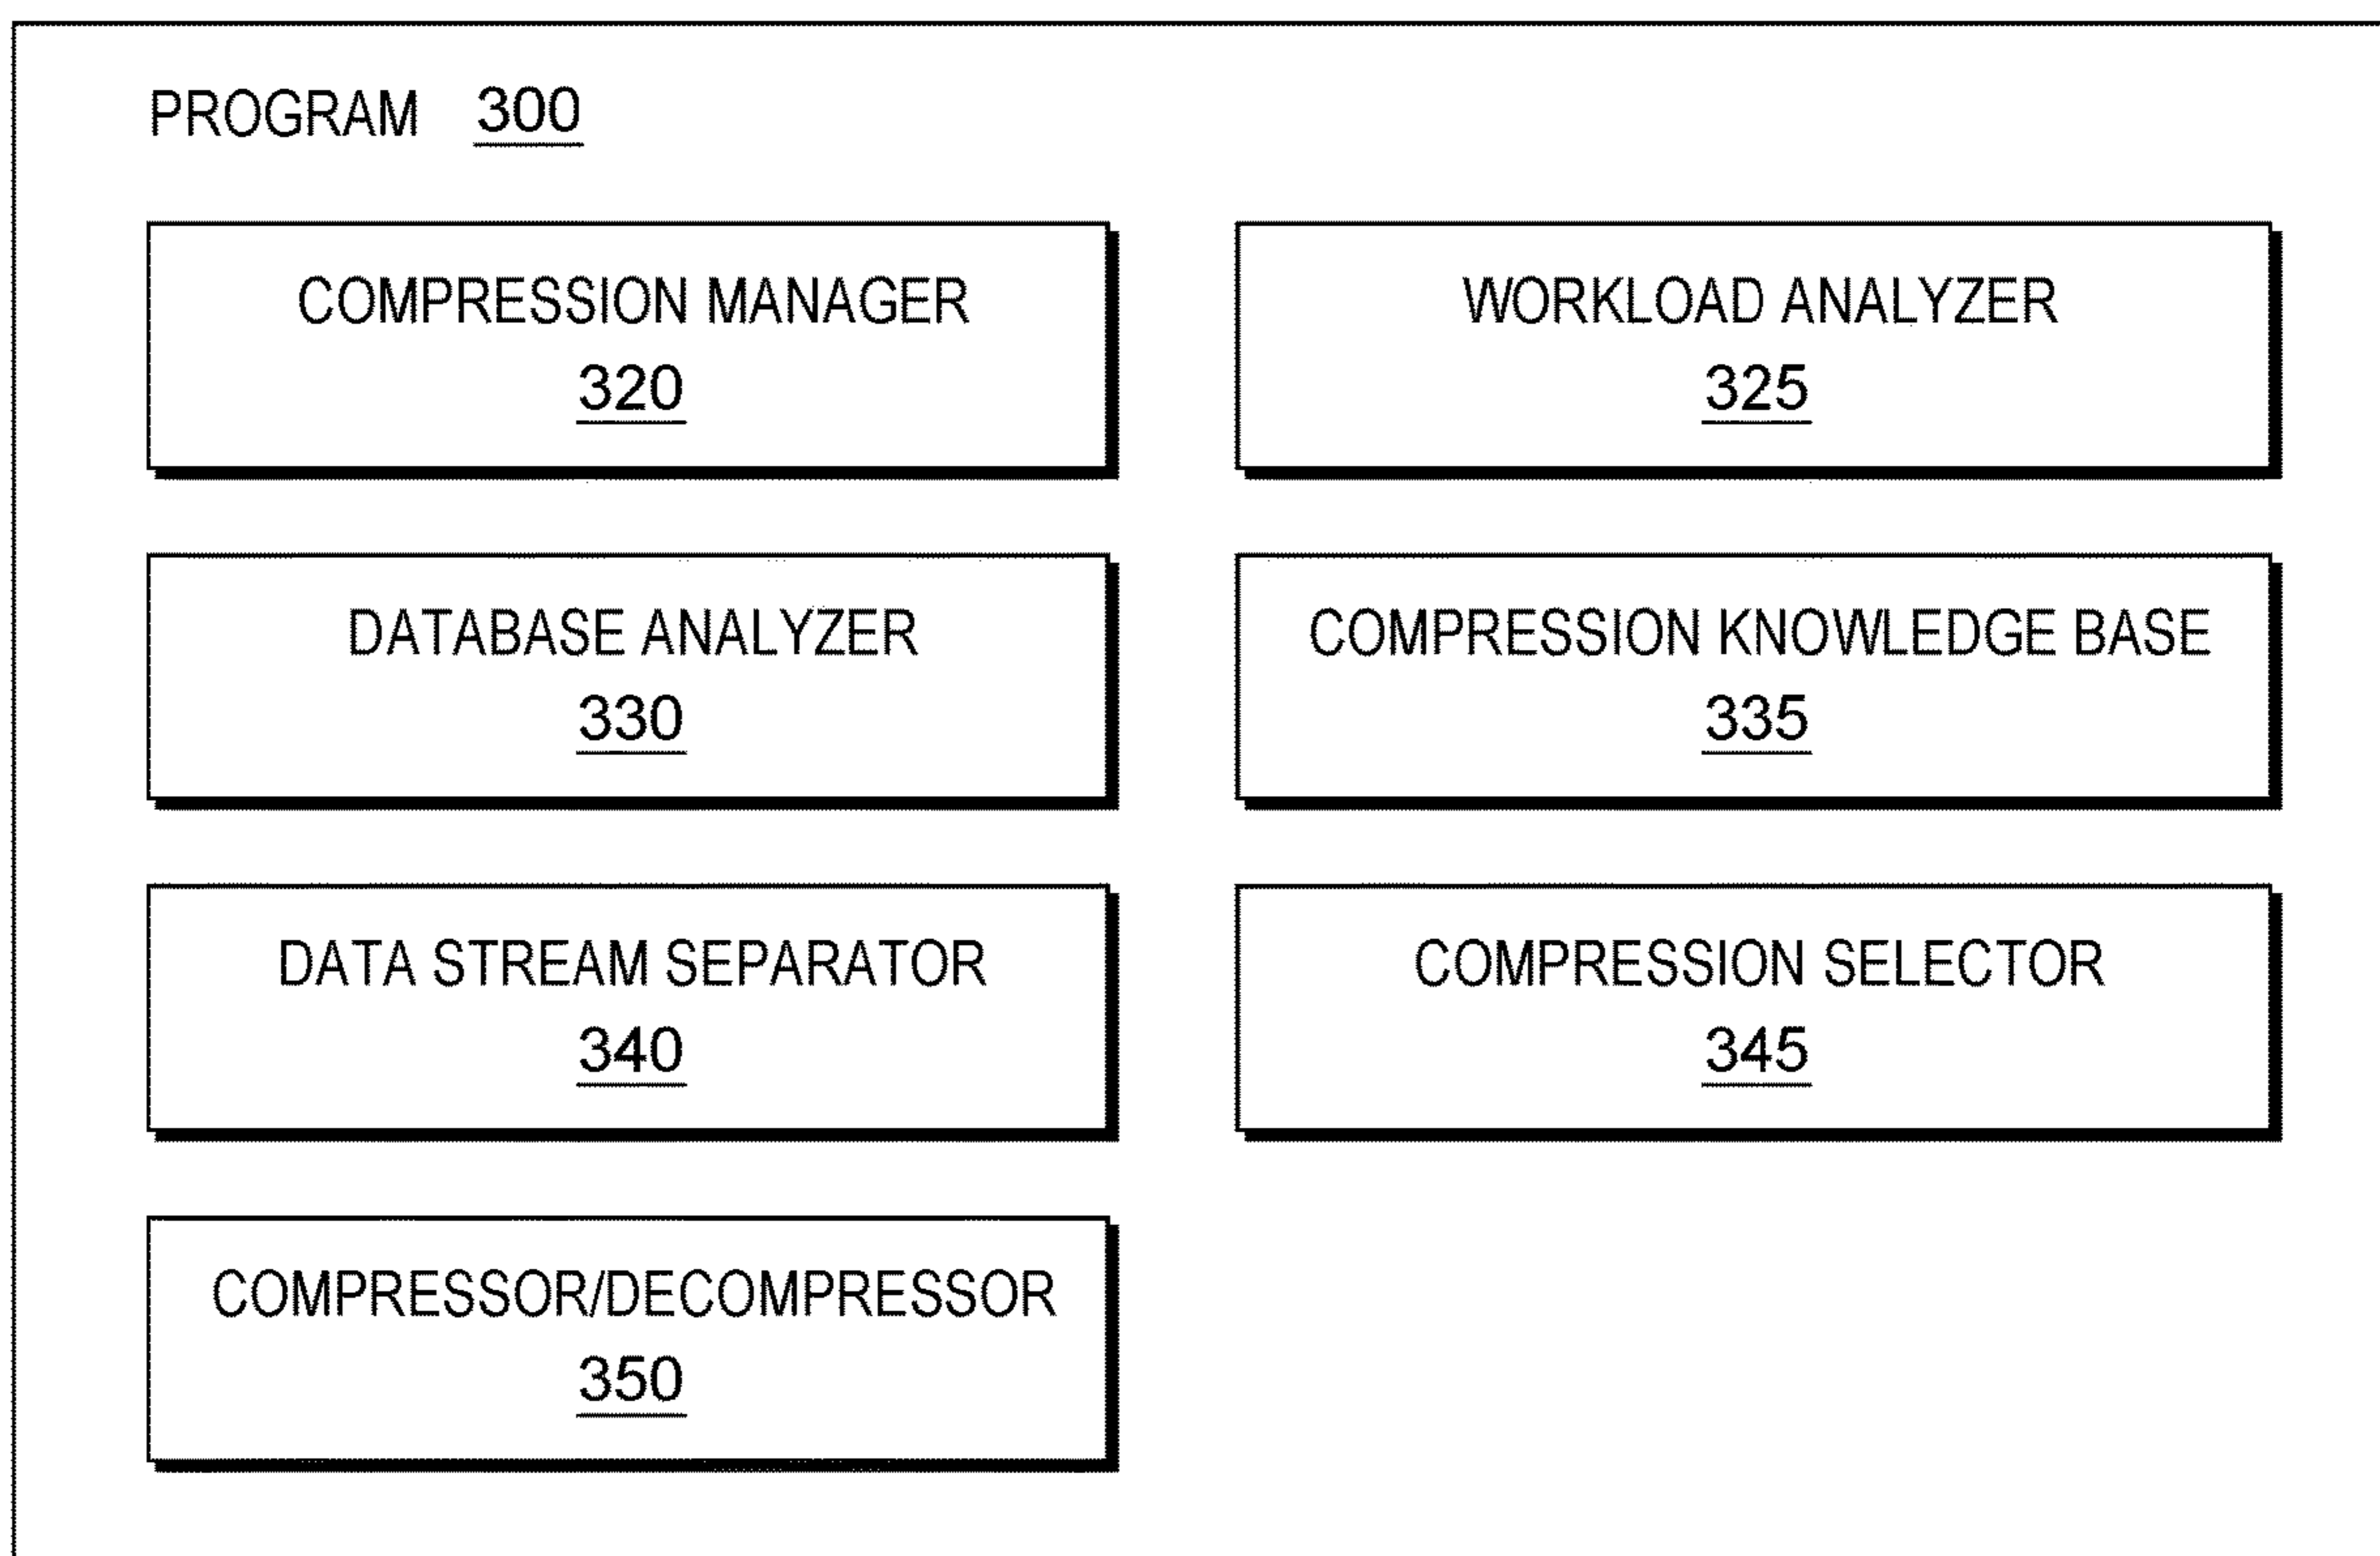 PROGRAM 300
COMPRESSION MANAGER
320
WORKLOAD ANALYZER
325
DATABASE ANALYZER
330
COMPRESSION KNOWLEDGE BASE
335
DATA STREAM SEPARATOR
340
COMPRESSION SELECTOR
345
COMPRESSOR/DECOMPRESSOR
350